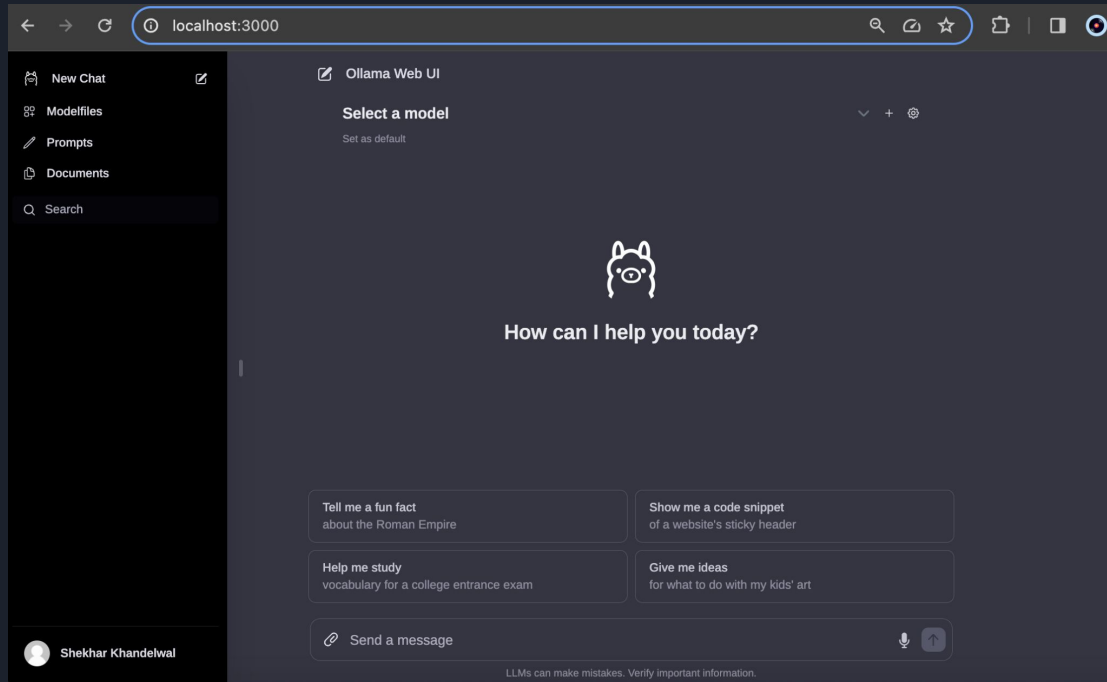 localhost:3000
New Chat
Modelfiles
Prompts
Documents
Search
Ollama Web UI
Select a model
Set as default
How can I help you today?
Tell me a fun fact
about the Roman Empire
Show me a code snippet
of a website's sticky header
Help me study
vocabulary for a college entrance exam
Give me ideas
for what to do with my kids' art
Send a message
LLMs can make mistakes. Verify important information.
Shekhar Khandelwal